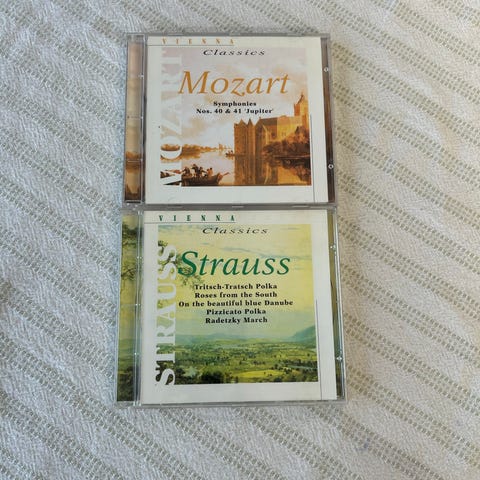 VIENNA
Classics
MOZART
Mozart
Symphonies
Nos. 40 & 41 'Jupiter'
VIENNA
Classics
STRAUSS
Strauss
Tritsch-Tratsch Polka
Roses from the South
On the beautiful blue Danube
Pizzicato Polka
Radetzky March